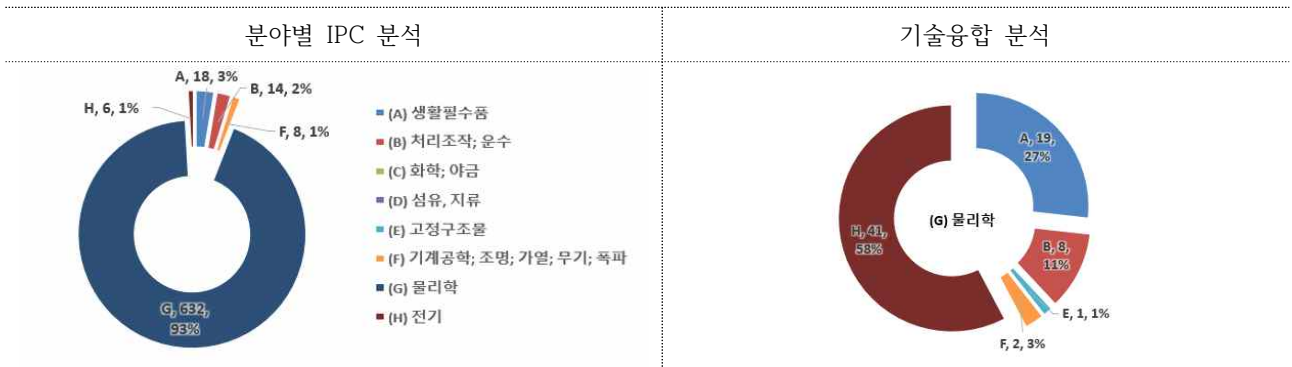 분야별 IPC 분석
기술융합 분석
A, 18, 3%
B, 14, 2%
H, 6, 1%
F, 8, 1%
G, 632,
93%
(A) 생활필수품
(B) 처리조작; 운수
(C) 화학; 야금
(D) 섬유, 지류
(E) 고정구조물
(F) 기계공학; 조명; 가열; 무기; 폭파
(G) 물리학
(H) 전기
A, 19,
27%
(G) 물리학
H, 41,
58%
B, 8,
11%
E, 1, 1%
F, 2, 3%